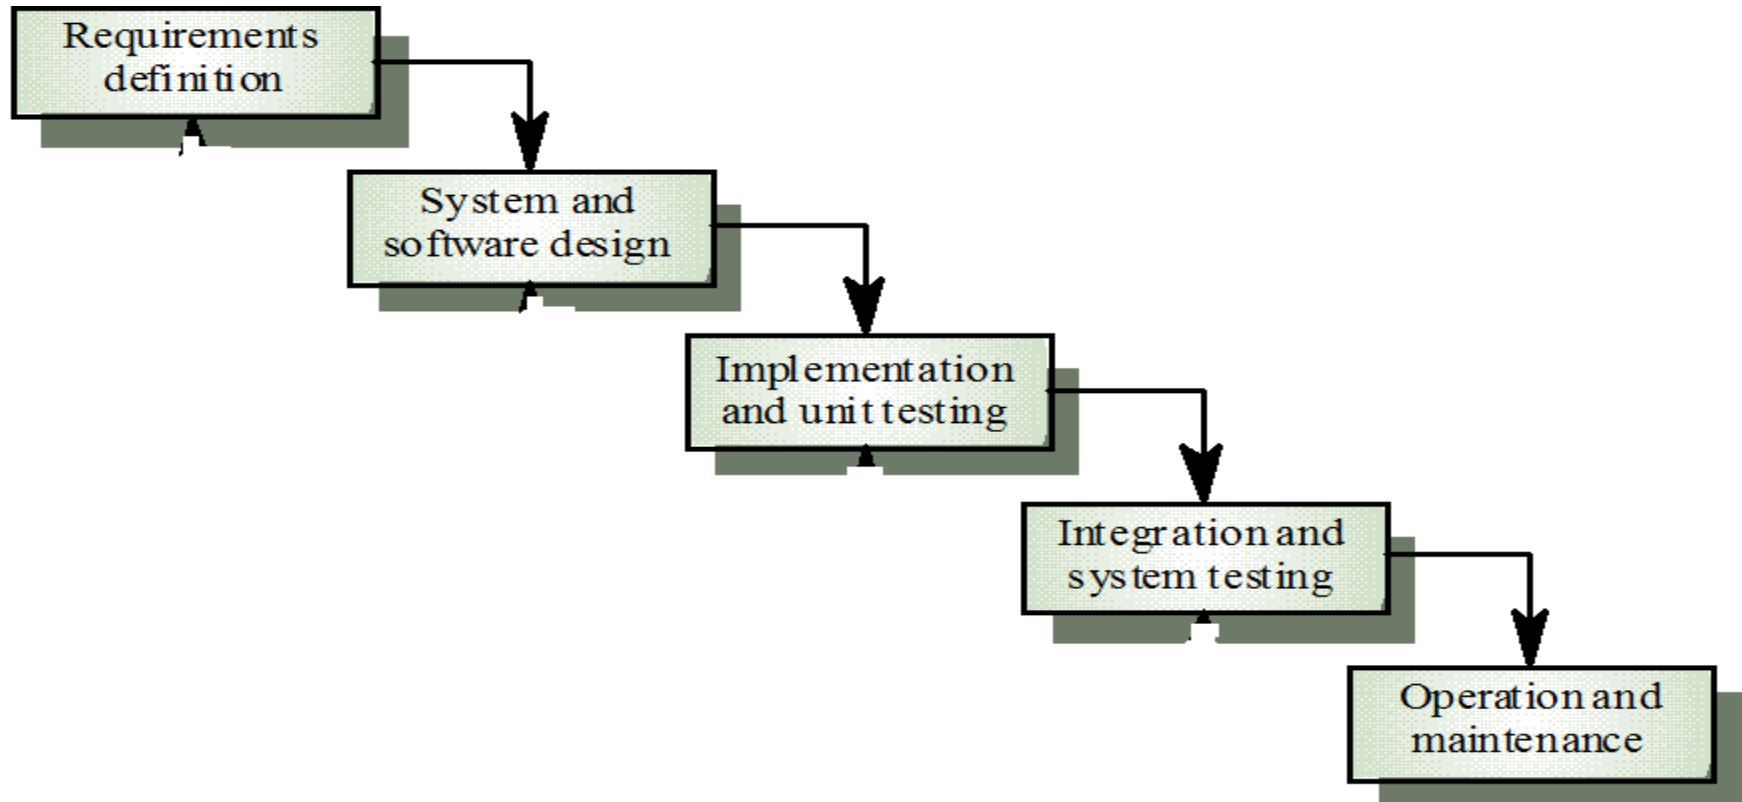 Requirements
definition
System and
software design
Implementation
and unit testing
Integration and
system testing
Operation and
maintenance